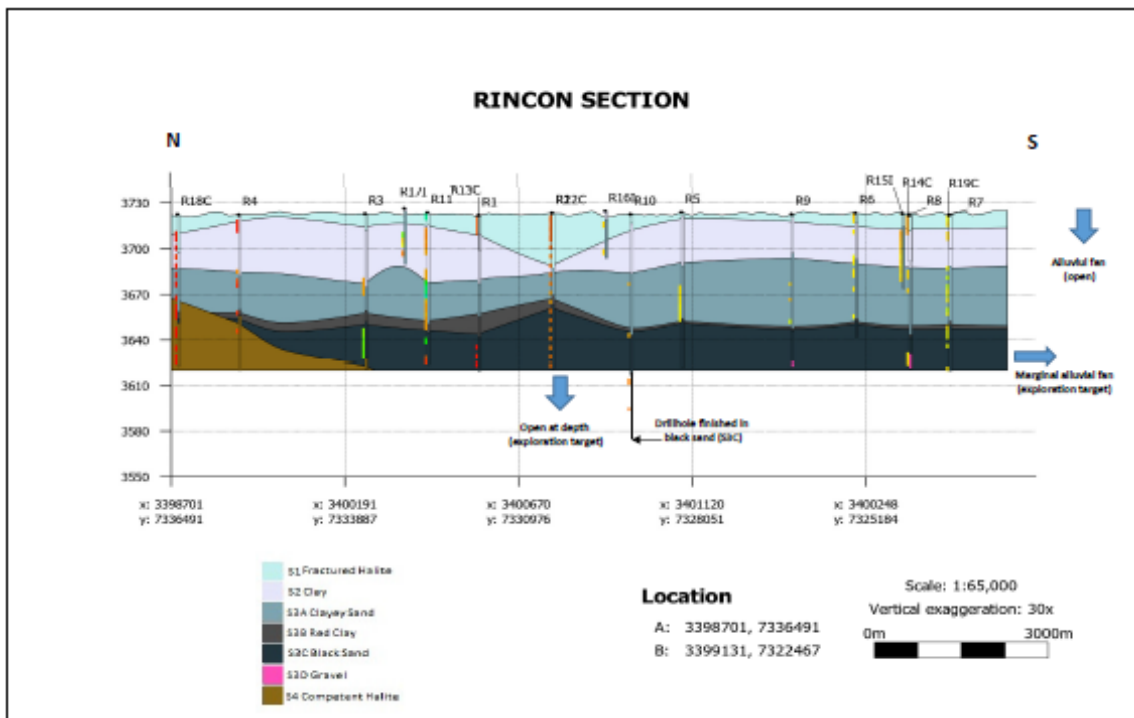 RINCON SECTION
N
S
R18C
R4
R3
R17I
R11
R13C
R1
R16I
R10
R5
R9
R6
R15I
R14C
R8
R19C
R7
3730
3700
3670
3640
3610
3580
3550
Alluvial fan
(open)
Marginal alluvial fan
(exploration target)
Open at depth
(exploration target)
Drillhole finished in
black sand (S3C)
x: 3398701
y: 7336491
x: 3400191
y: 7333887
x: 3400670
y: 7330976
x: 3401120
y: 7328051
x: 3400248
y: 7325184
S1 Fractured Halite
S2 Clay
S3A Clayey Sand
S3B Red Clay
S3C Black Sand
S3D Gravel
S4 Competent Halite
Location
A: 3398701, 7336491
B: 3399131, 7322467
Scale: 1:65,000
Vertical exaggeration: 30x
0m 3000m